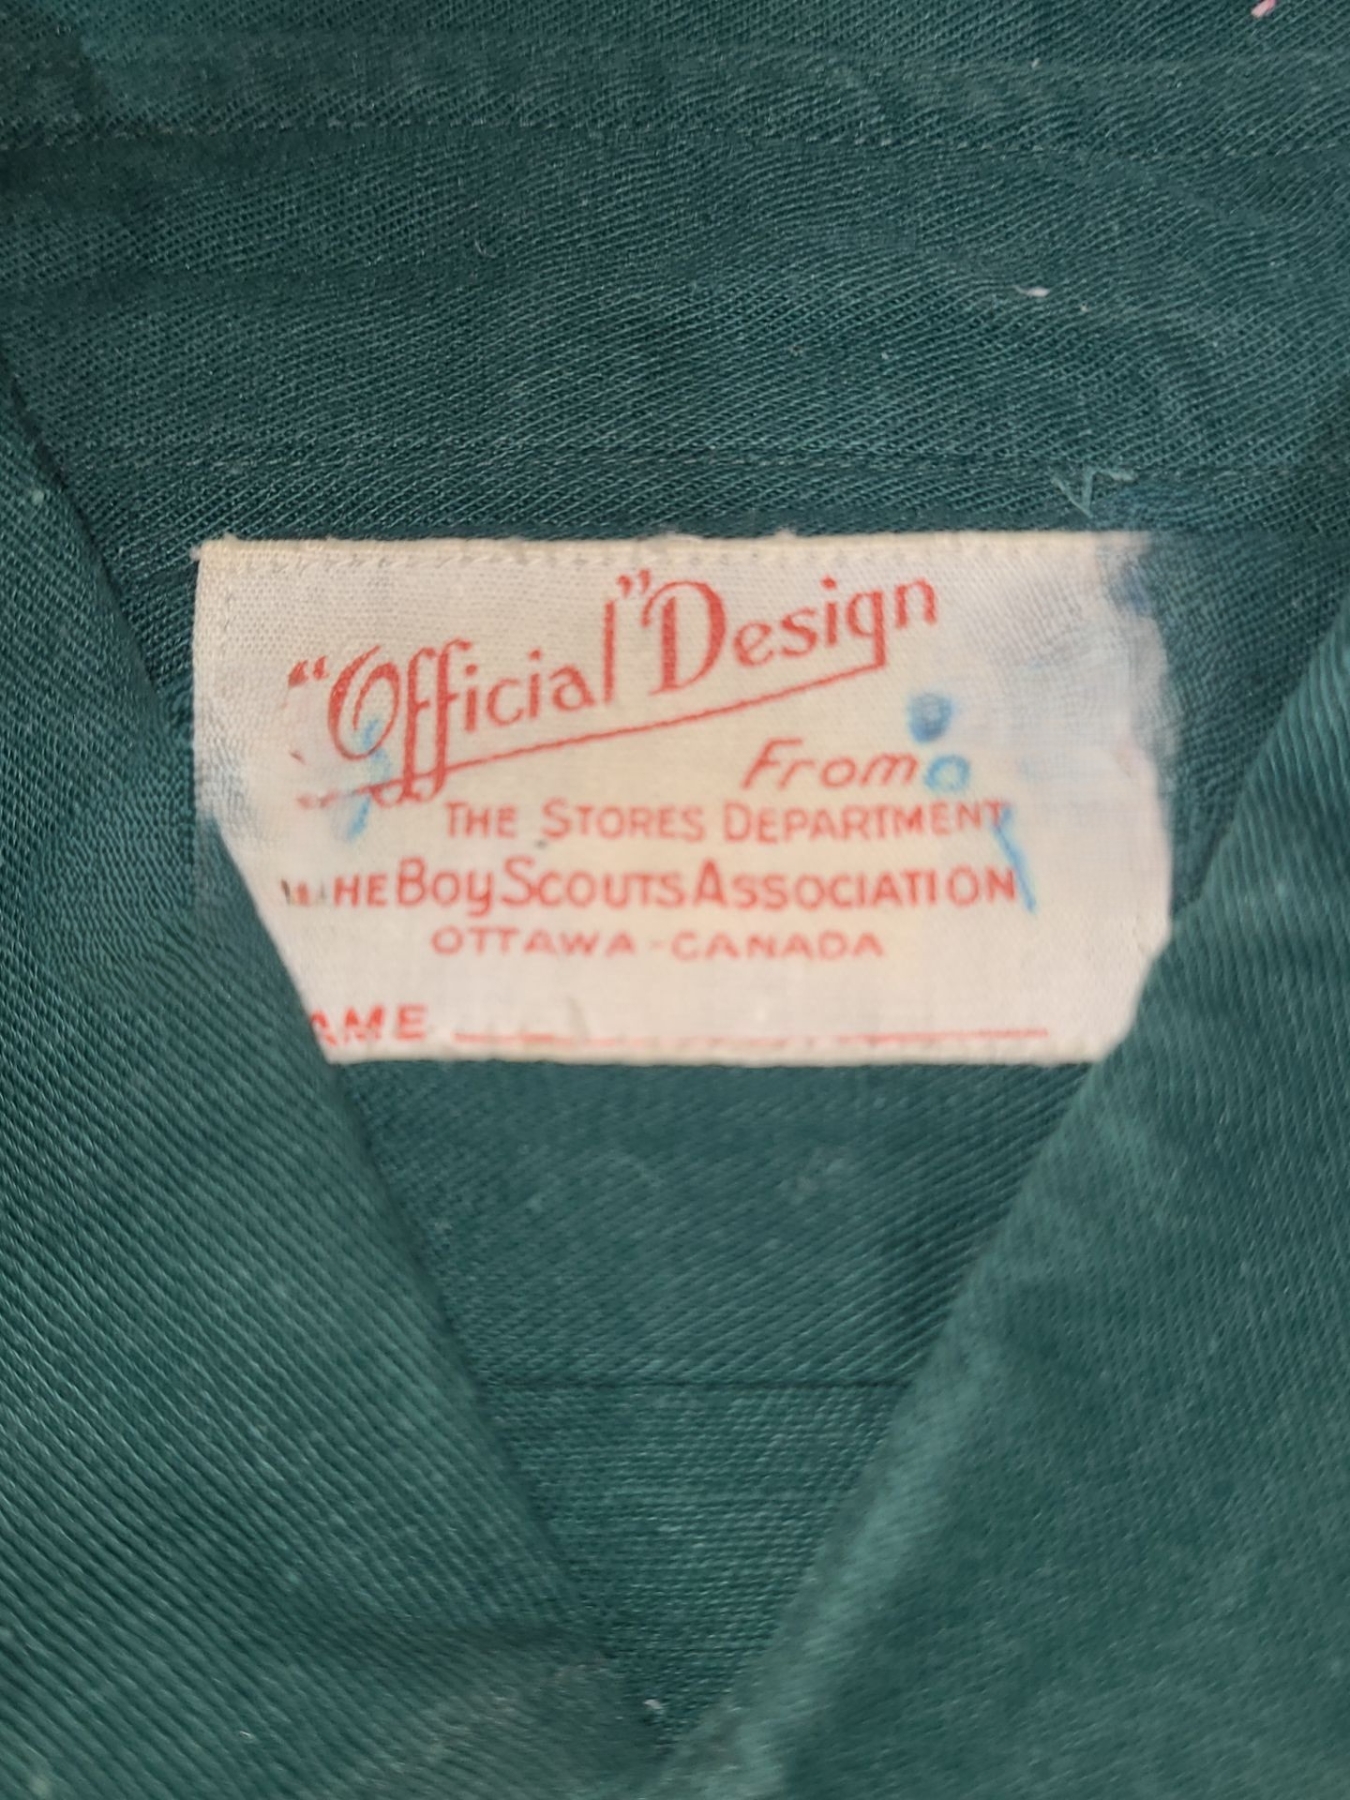 "Official" Design
From
THE STORES DEPARTMENT
HE BOY SCOUTS ASSOCIATION
OTTAWA - CANADA
AME